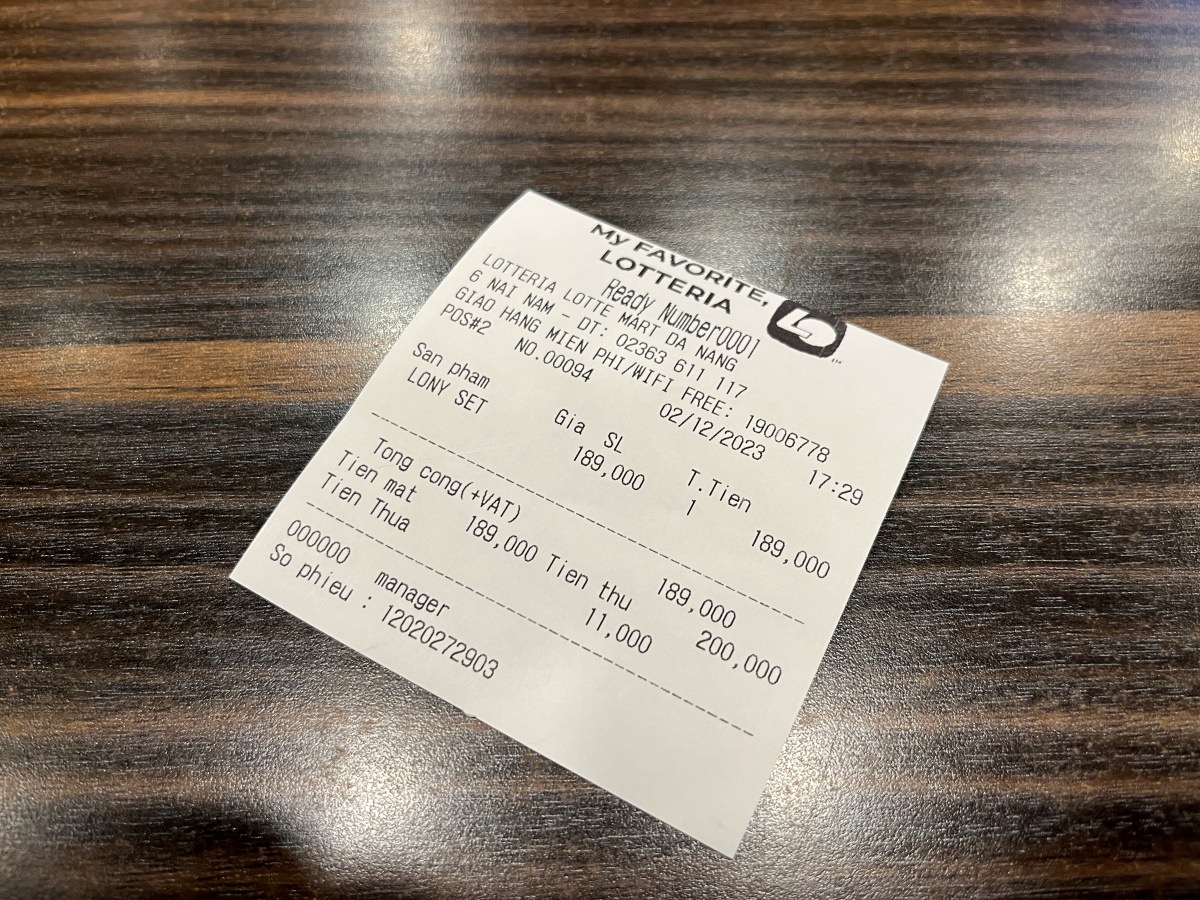 My FAVORITE,
LOTTERIA
Ready Number0001
LOTTERIA LOTTE MART DA NANG
6 NAI NAM - DT: 02363 611 117
GIAO HANG MIEN PHI/WIFI FREE: 19006778
POS#2 NO.00094 02/12/2023 17:29
San pham Gia SL T.Tien
LONY SET 189,000 1 189,000
Tong cong(+VAT) 189,000
Tien mat 189,000 Tien thu 200,000
Tien Thua 11,000
000000 manager
So phieu : 12020272903